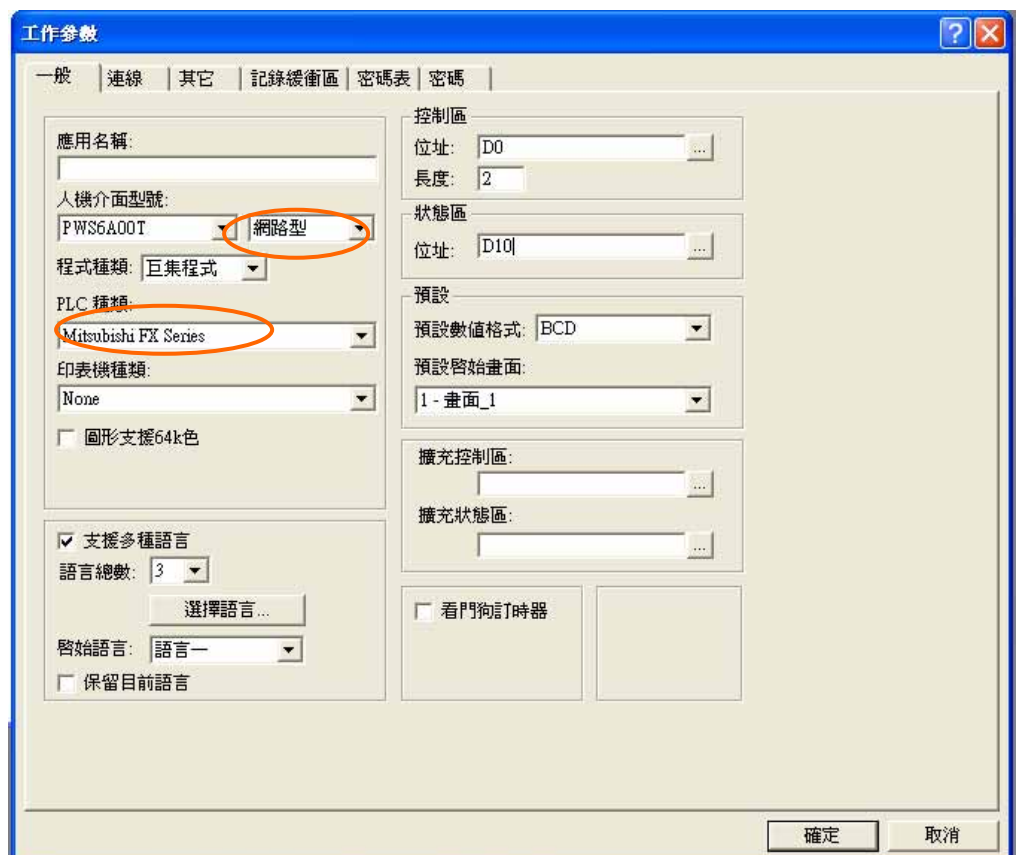 工作參數
一般 連線 其它 記錄緩衝區 密碼表 密碼
應用名稱:
人機介面型號:
PWS6A00T 網路型
程式種類: 巨集程式
PLC 種類:
Mitsubishi FX Series
印表機種類:
None
圖形支援64k色
支援多種語言
語言總數: 3
選擇語言...
啓始語言: 語言一
保留目前語言
控制區
位址: D0 ...
長度: 2
狀態區
位址: D10 ...
預設
預設數值格式: BCD
預設啓始畫面:
1 - 畫面_1
擴充控制區:
...
擴充狀態區:
...
看門狗訂時器
確定 取消